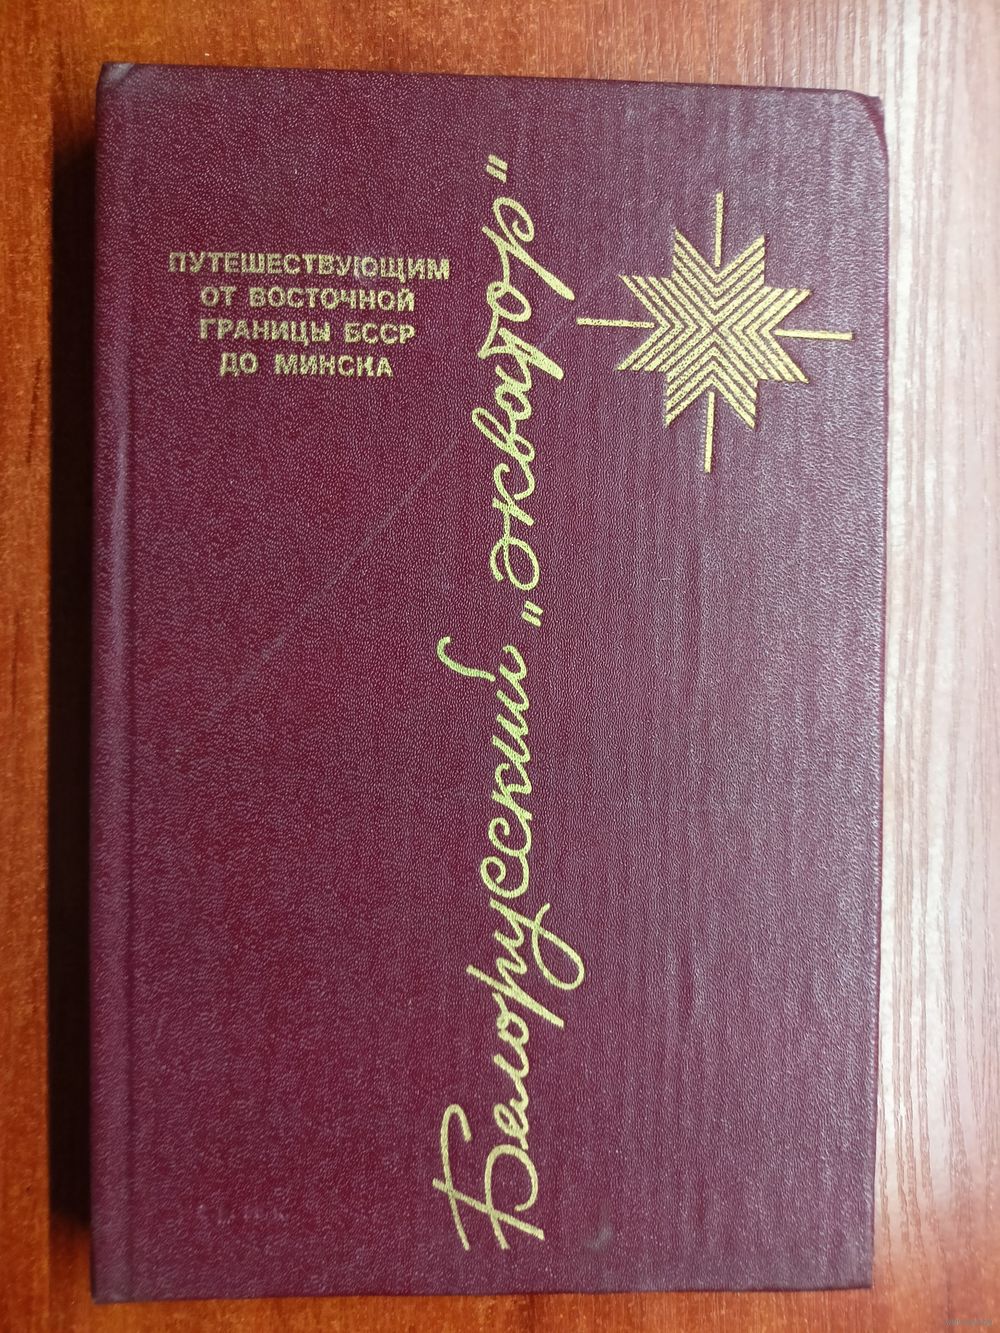 ПУТЕШЕСТВУЮЩИМ
ОТ ВОСТОЧНОЙ
ГРАНИЦЫ БССР
ДО МИНСКА
Белорусский „экватор"